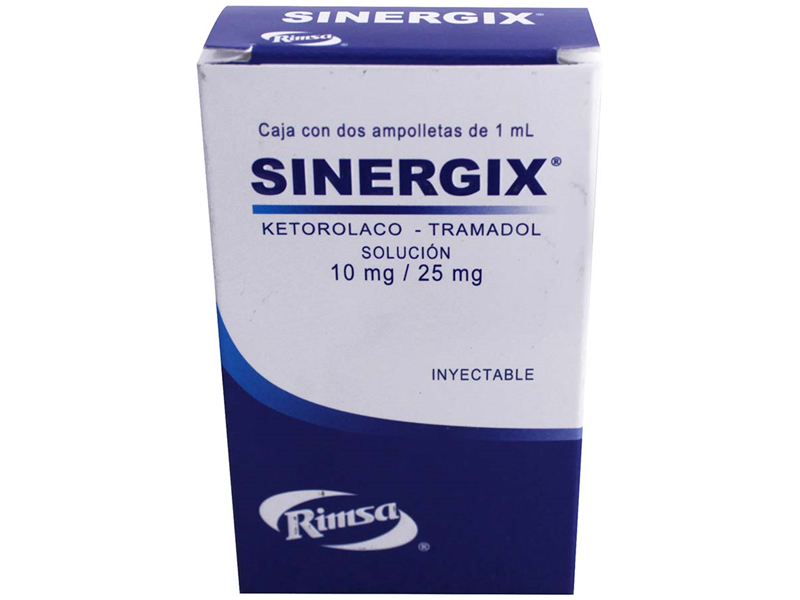 SINERGIX®
Rimsa
Caja con dos ampolletas de 1 mL
SINERGIX®
KETOROLACO - TRAMADOL
SOLUCIÓN
10 mg / 25 mg
INYECTABLE
Rimsa®